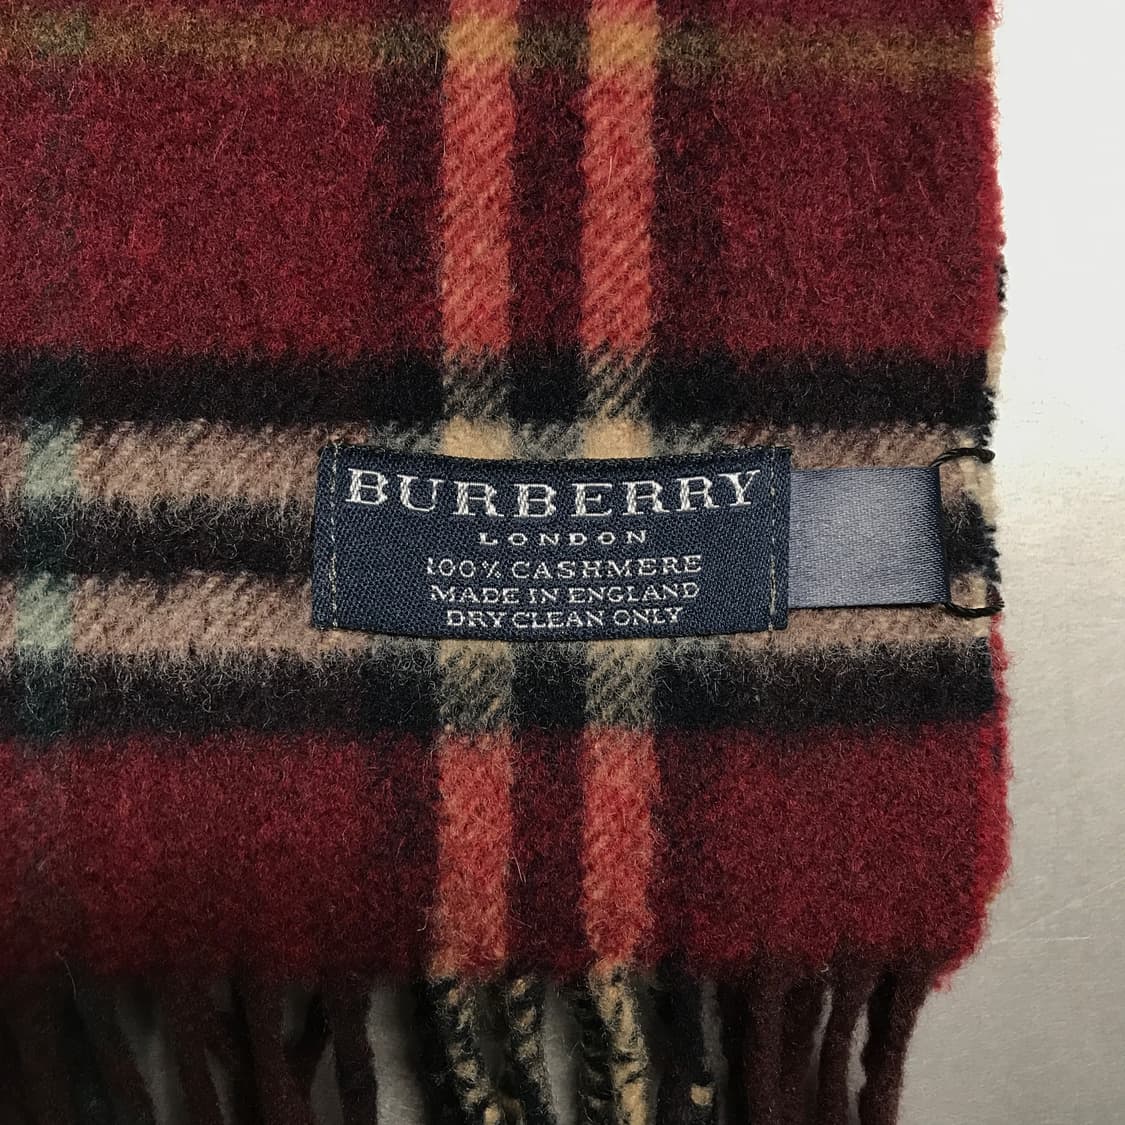 BURBERRY
LONDON
100% CASHMERE
MADE IN ENGLAND
DRY CLEAN ONLY